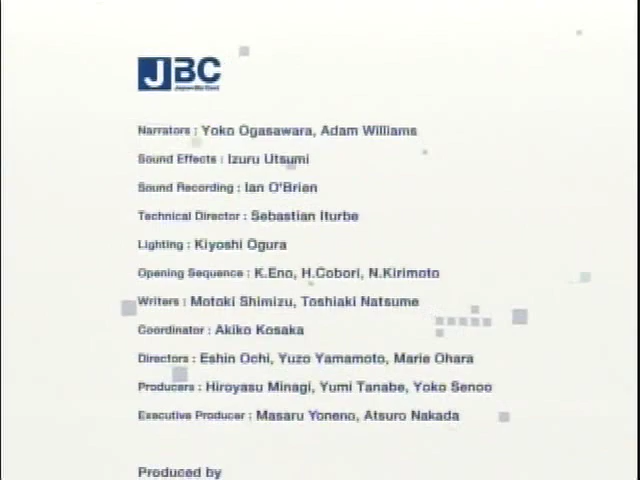 JBC
Narrators : Yoko Ogasawara, Adam Williams
Sound Effects : Izuru Utsumi
Sound Recording : Ian O'Brien
Technical Director : Sebastian Iturbe
Lighting : Kiyoshi Ogura
Opening Sequence : K.Eno, H.Cobori, N.Kirimoto
Writers : Motoki Shimizu, Toshiaki Natsume
Coordinator : Akiko Kosaka
Directors : Eshin Ochi, Yuzo Yamamoto, Marie Ohara
Producers : Hiroyasu Minagi, Yumi Tanabe, Yoko Senoo
Executive Producer : Masaru Yoneno, Atsuro Nakada
Produced by